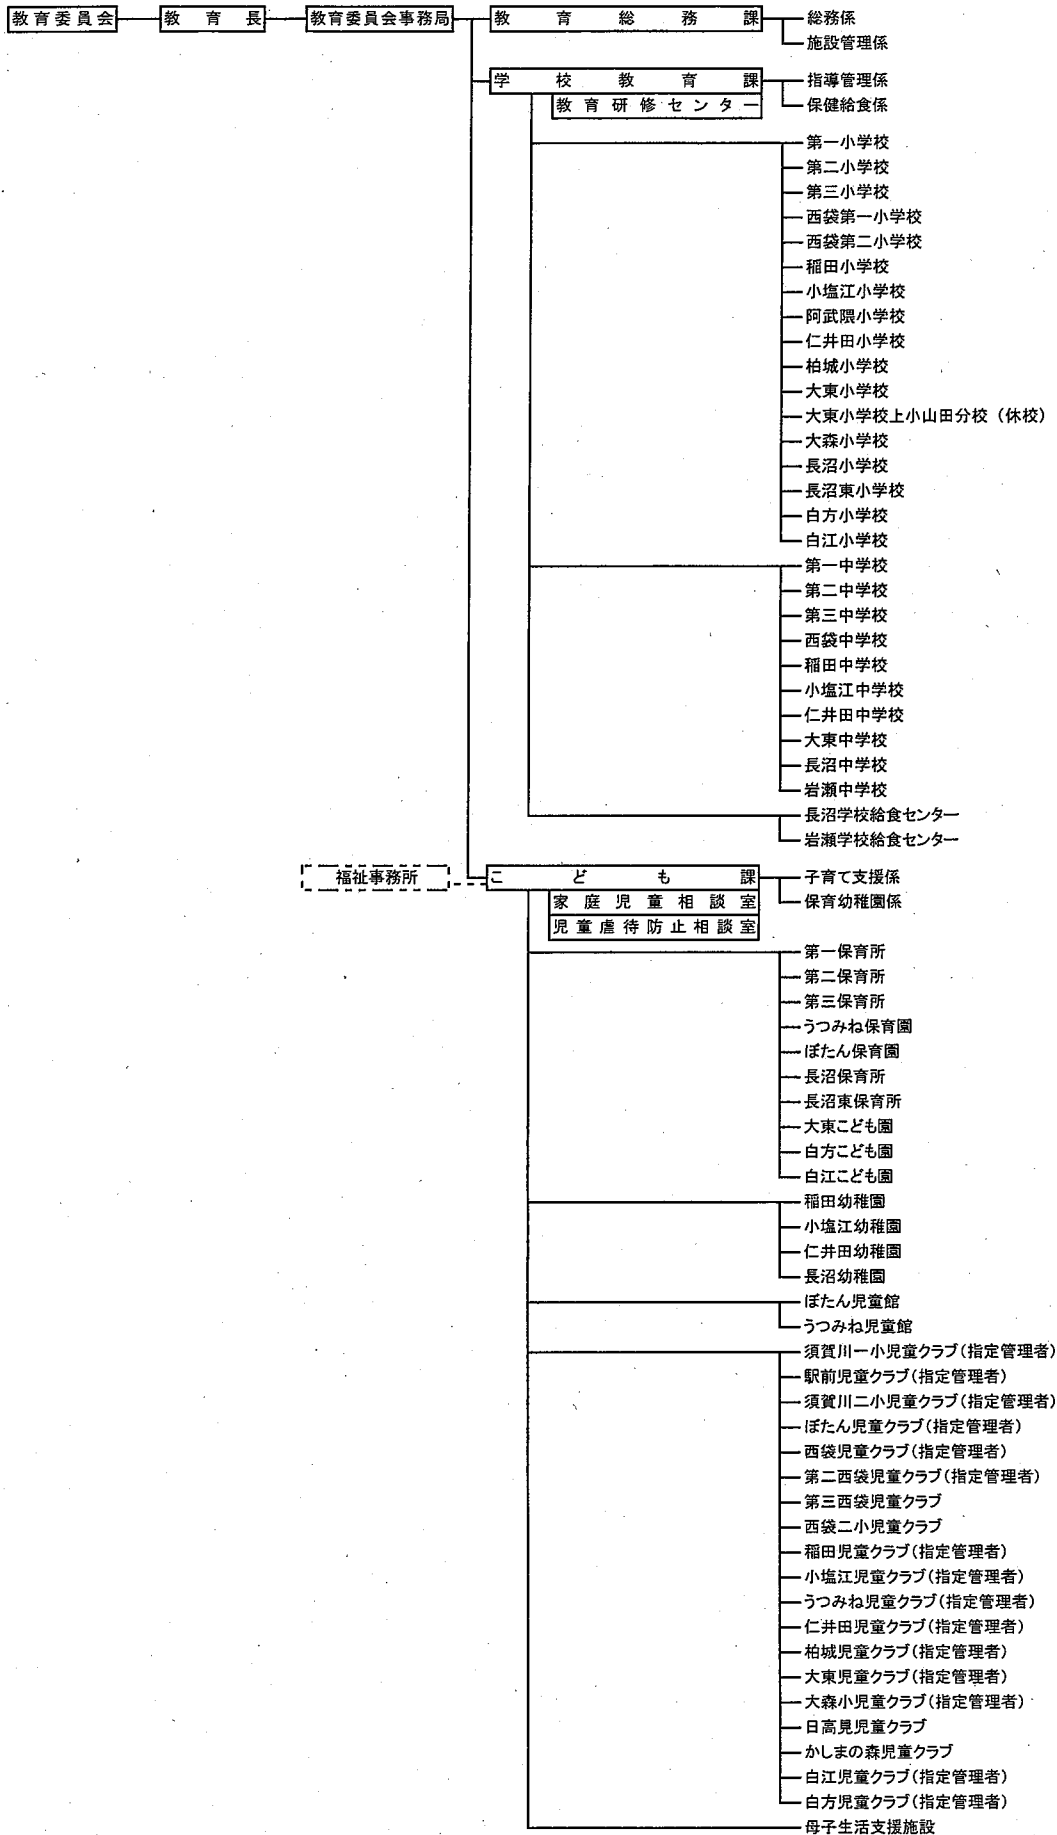 教育委員会 教育長 教育委員会事務局 教育総務課 総務係
施設管理係
学校教育課 指導管理係
教育研修センター 保健給食係
第一小学校
第二小学校
第三小学校
西袋第一小学校
西袋第二小学校
稲田小学校
小塩江小学校
阿武隈小学校
仁井田小学校
柏城小学校
大東小学校
大東小学校上小山田分校（休校）
大森小学校
長沼小学校
長沼東小学校
白方小学校
白江小学校
第一中学校
第二中学校
第三中学校
西袋中学校
稲田中学校
小塩江中学校
仁井田中学校
大東中学校
長沼中学校
岩瀬中学校
長沼学校給食センター
岩瀬学校給食センター
福祉事務所 こども課 子育て支援係
家庭児童相談室 保育幼稚園係
児童虐待防止相談室
第一保育所
第二保育所
第三保育所
うつみね保育園
ぼたん保育園
長沼保育所
長沼東保育所
大東こども園
白方こども園
白江こども園
稲田幼稚園
小塩江幼稚園
仁井田幼稚園
長沼幼稚園
ぼたん児童館
うつみね児童館
須賀川一小児童クラブ(指定管理者)
駅前児童クラブ(指定管理者)
須賀川二小児童クラブ(指定管理者)
ぼたん児童クラブ(指定管理者)
西袋児童クラブ(指定管理者)
第二西袋児童クラブ(指定管理者)
第三西袋児童クラブ
西袋二小児童クラブ
稲田児童クラブ(指定管理者)
小塩江児童クラブ(指定管理者)
うつみね児童クラブ(指定管理者)
仁井田児童クラブ(指定管理者)
柏城児童クラブ(指定管理者)
大東児童クラブ(指定管理者)
大森小児童クラブ(指定管理者)
日高見児童クラブ
かしまの森児童クラブ
白江児童クラブ(指定管理者)
白方児童クラブ(指定管理者)
母子生活支援施設